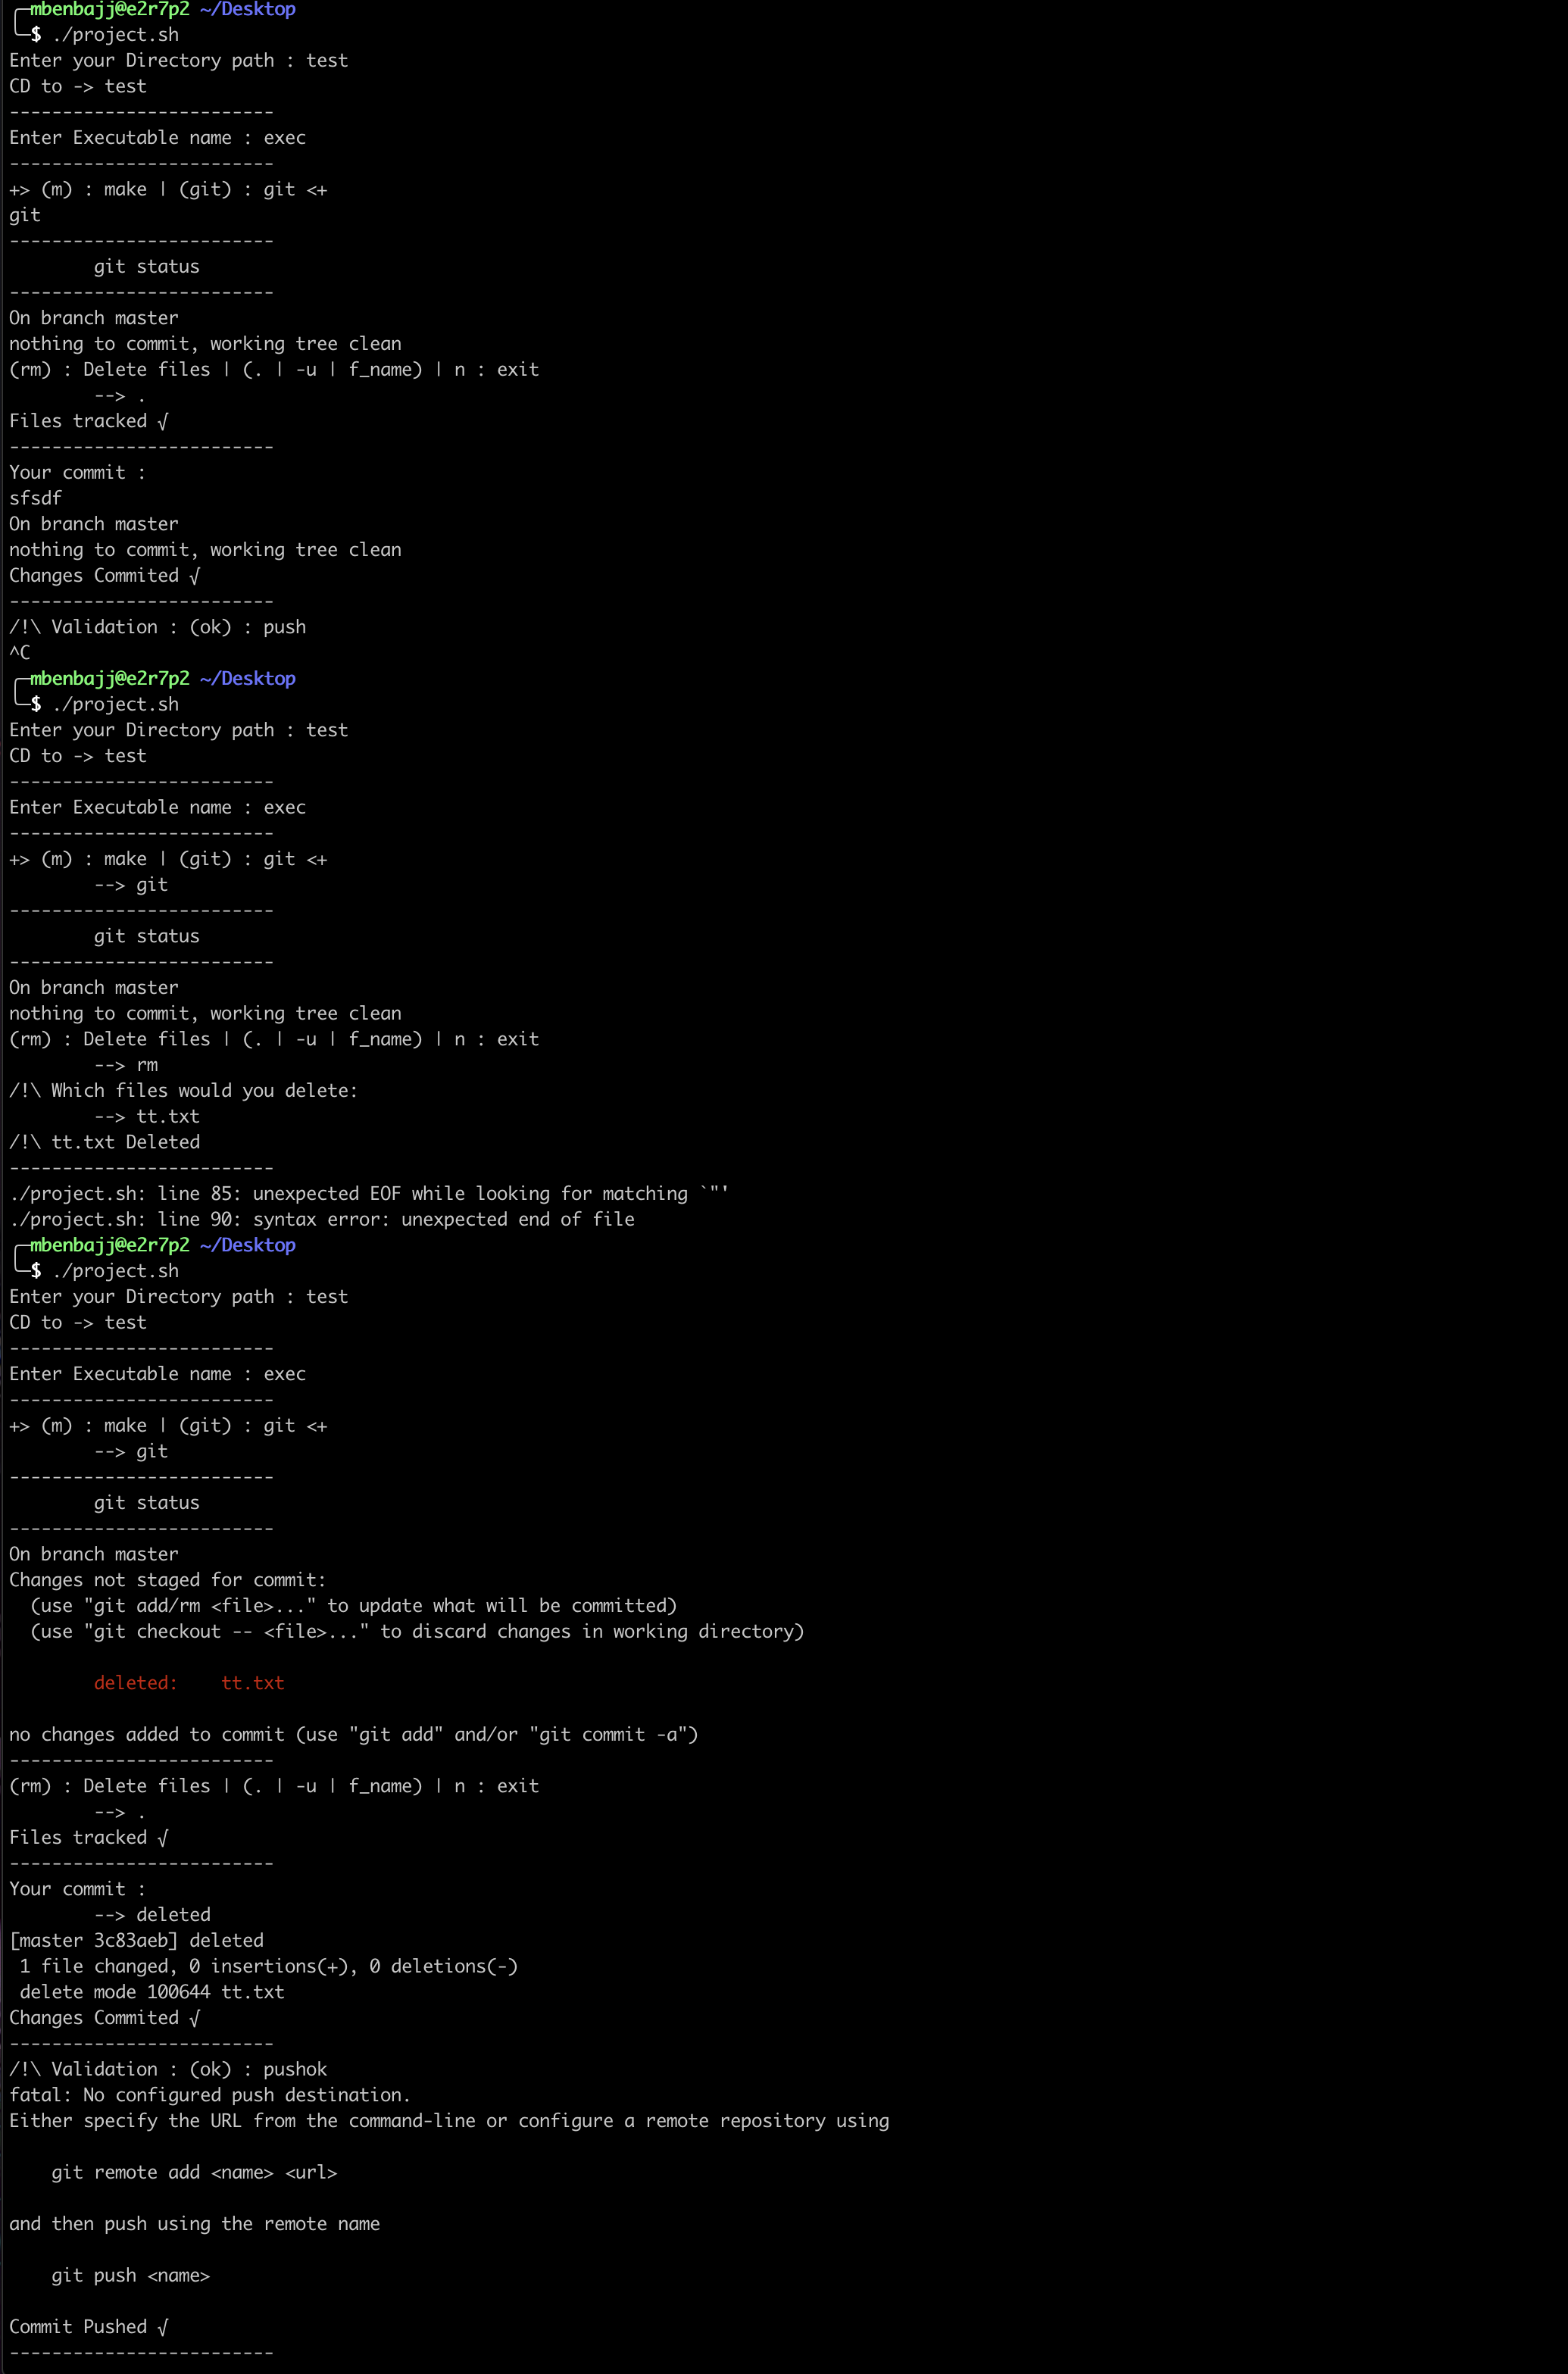 ╭─mbenbajj@e2r7p2 ~/Desktop
╰─$ ./project.sh
Enter your Directory path : test
CD to -> test
-------------------------
Enter Executable name : exec
-------------------------
+> (m) : make | (git) : git <+
git
-------------------------
        git status
-------------------------
On branch master
nothing to commit, working tree clean
(rm) : Delete files | (. | -u | f_name) | n : exit
        --> .
Files tracked √
-------------------------
Your commit :
sfsdf
On branch master
nothing to commit, working tree clean
Changes Commited √
-------------------------
/!\ Validation : (ok) : push
^C
╭─mbenbajj@e2r7p2 ~/Desktop
╰─$ ./project.sh
Enter your Directory path : test
CD to -> test
-------------------------
Enter Executable name : exec
-------------------------
+> (m) : make | (git) : git <+
        --> git
-------------------------
        git status
-------------------------
On branch master
nothing to commit, working tree clean
(rm) : Delete files | (. | -u | f_name) | n : exit
        --> rm
/!\ Which files would you delete:
        --> tt.txt
/!\ tt.txt Deleted
-------------------------
./project.sh: line 85: unexpected EOF while looking for matching `"'
./project.sh: line 90: syntax error: unexpected end of file
╭─mbenbajj@e2r7p2 ~/Desktop
╰─$ ./project.sh
Enter your Directory path : test
CD to -> test
-------------------------
Enter Executable name : exec
-------------------------
+> (m) : make | (git) : git <+
        --> git
-------------------------
        git status
-------------------------
On branch master
Changes not staged for commit:
  (use "git add/rm <file>..." to update what will be committed)
  (use "git checkout -- <file>..." to discard changes in working directory)

        deleted:    tt.txt

no changes added to commit (use "git add" and/or "git commit -a")
-------------------------
(rm) : Delete files | (. | -u | f_name) | n : exit
        --> .
Files tracked √
-------------------------
Your commit :
        --> deleted
[master 3c83aeb] deleted
 1 file changed, 0 insertions(+), 0 deletions(-)
 delete mode 100644 tt.txt
Changes Commited √
-------------------------
/!\ Validation : (ok) : pushok
fatal: No configured push destination.
Either specify the URL from the command-line or configure a remote repository using

    git remote add <name> <url>

and then push using the remote name

    git push <name>

Commit Pushed √
-------------------------